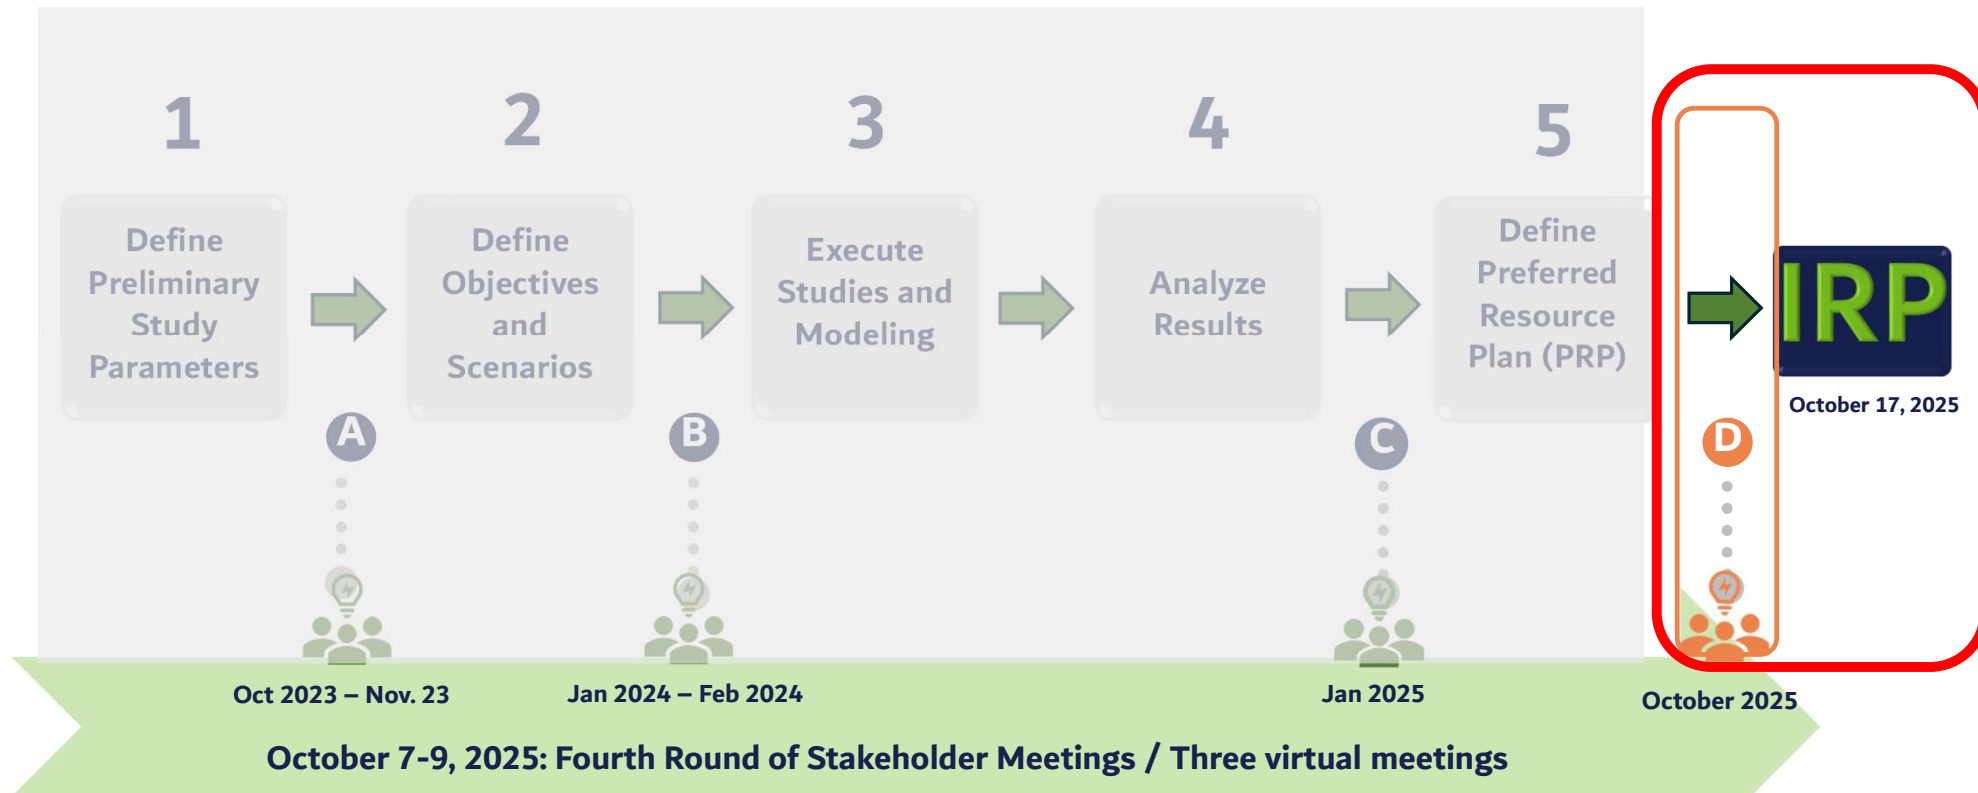 1
2
3
4
5
Define
Preliminary
Study
Parameters
Define
Objectives
and
Scenarios
Execute
Studies and
Modeling
Analyze
Results
Define
Preferred
Resource
Plan (PRP)
IRP
October 17, 2025
A
B
C
D
Oct 2023 – Nov. 23
Jan 2024 – Feb 2024
Jan 2025
October 2025
October 7-9, 2025: Fourth Round of Stakeholder Meetings / Three virtual meetings